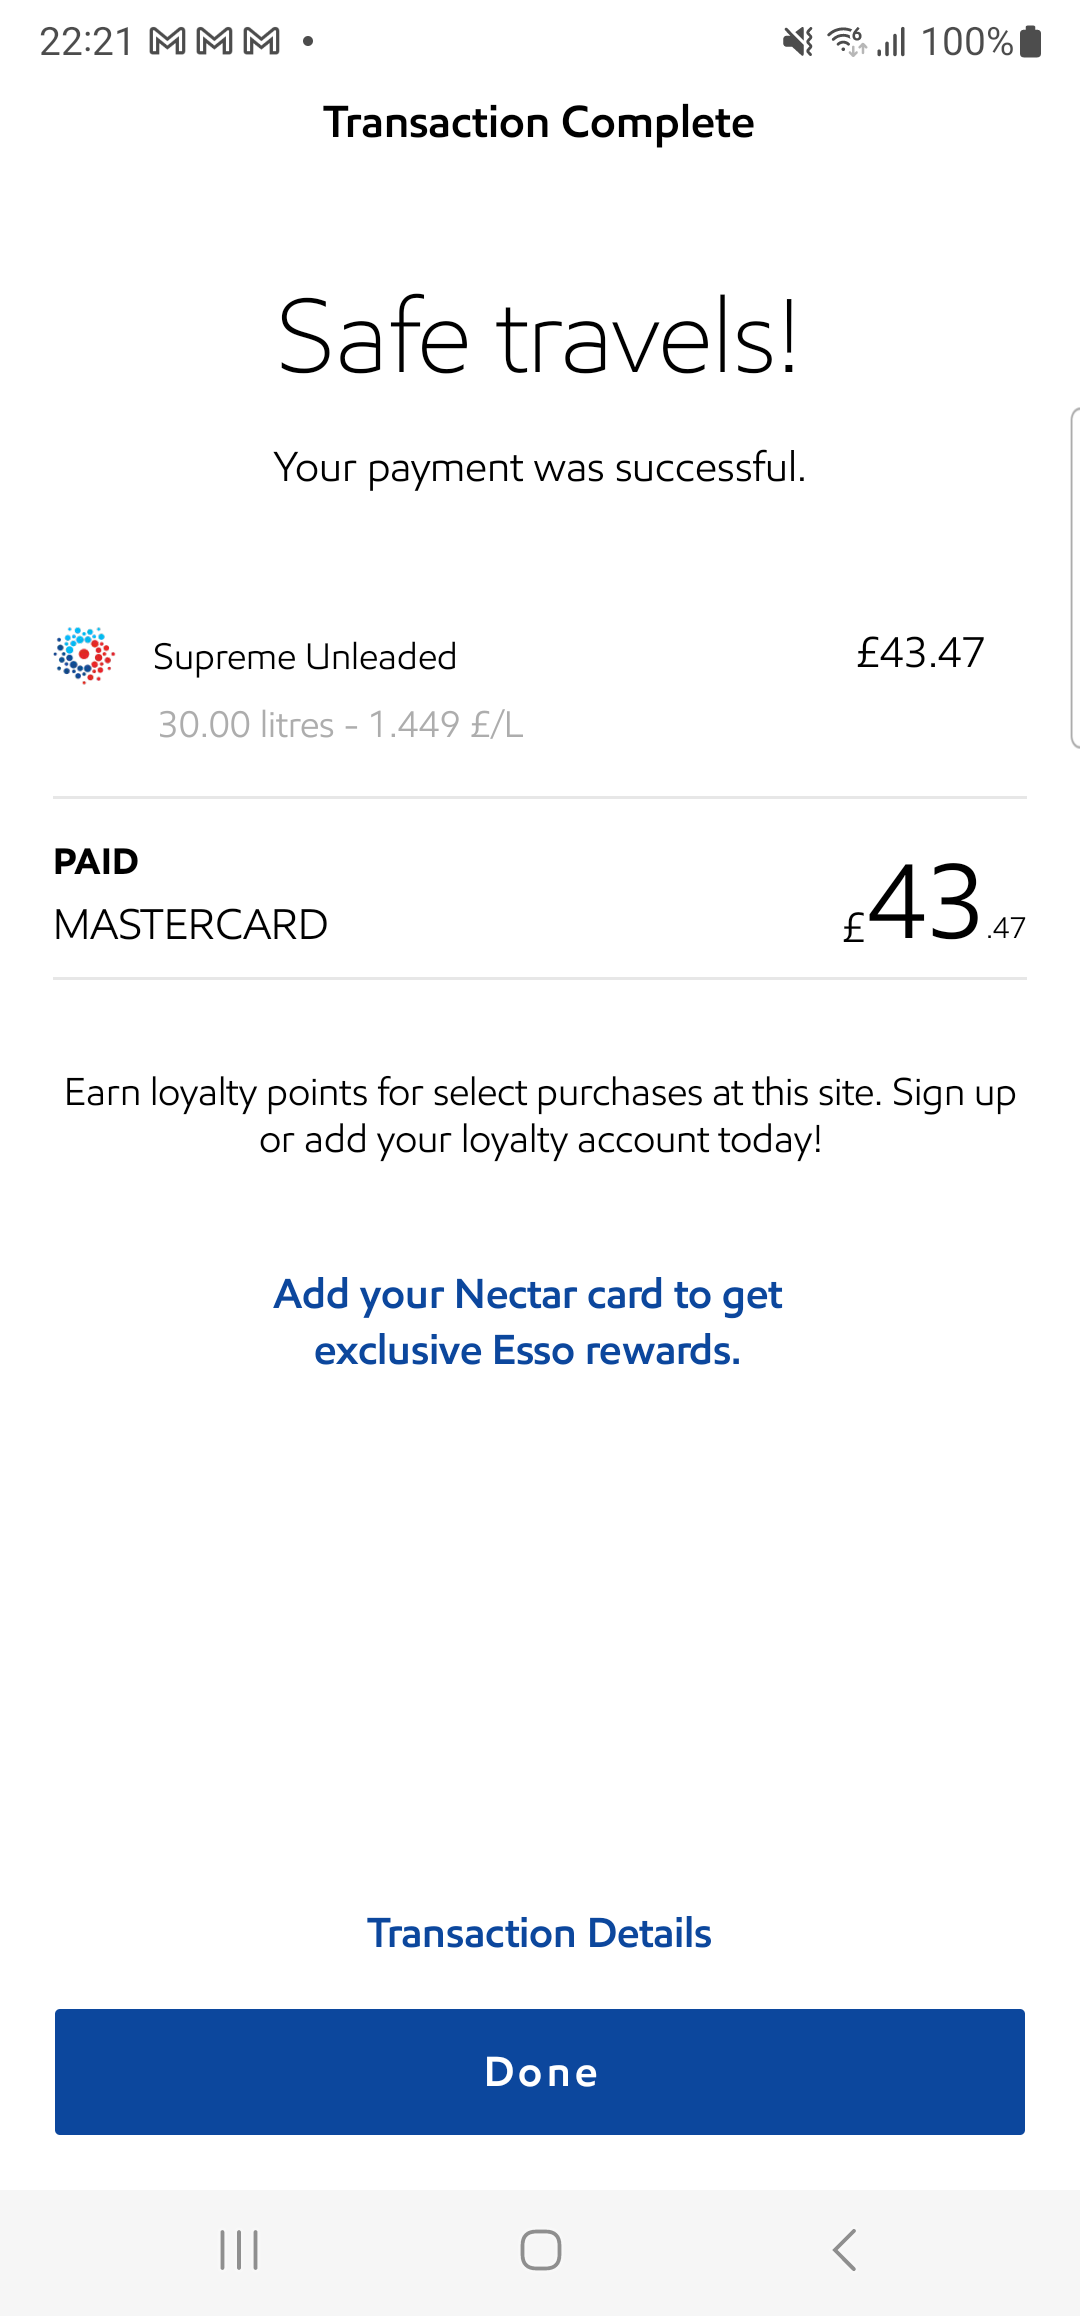 22:21
100%
Transaction Complete
Safe travels!
Your payment was successful.
Supreme Unleaded £43.47
30.00 litres - 1.449 £/L
PAID
MASTERCARD £43.47
Earn loyalty points for select purchases at this site. Sign up
or add your loyalty account today!
Add your Nectar card to get
exclusive Esso rewards.
Transaction Details
Done